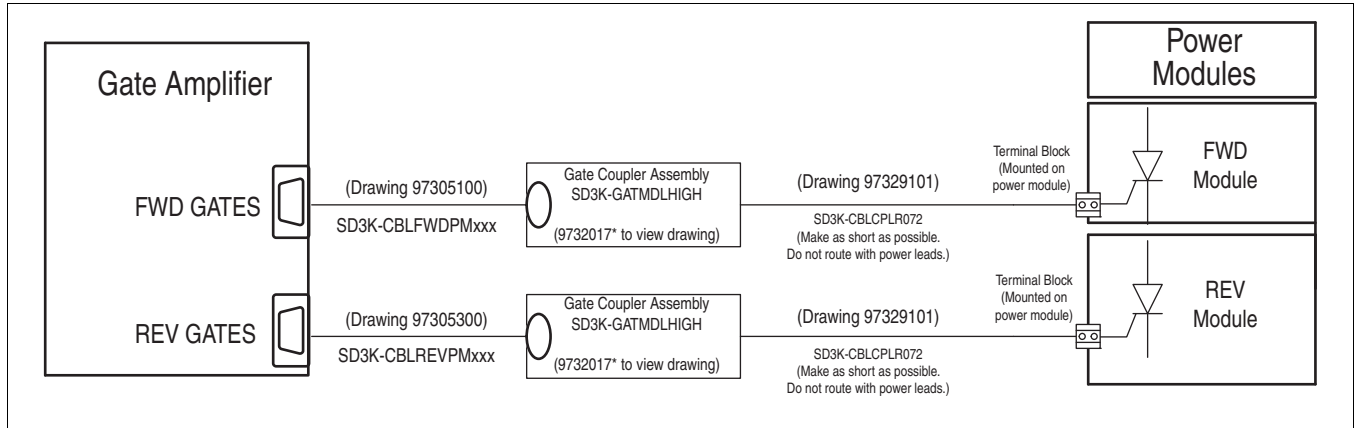 Gate Amplifier
FWD GATES
(Drawing 97305100)
SD3K-CBLFWDPMxxx
Gate Coupler Assembly
SD3K-GATMDLHIGH
(9732017* to view drawing)
(Drawing 97329101)
SD3K-CBLCPLR072
(Make as short as possible.
Do not route with power leads.)
Terminal Block
(Mounted on
power module)
Power
Modules
FWD
Module
REV GATES
(Drawing 97305300)
SD3K-CBLREVPMxxx
Gate Coupler Assembly
SD3K-GATMDLHIGH
(9732017* to view drawing)
(Drawing 97329101)
SD3K-CBLCPLR072
(Make as short as possible.
Do not route with power leads.)
Terminal Block
(Mounted on
power module)
REV
Module